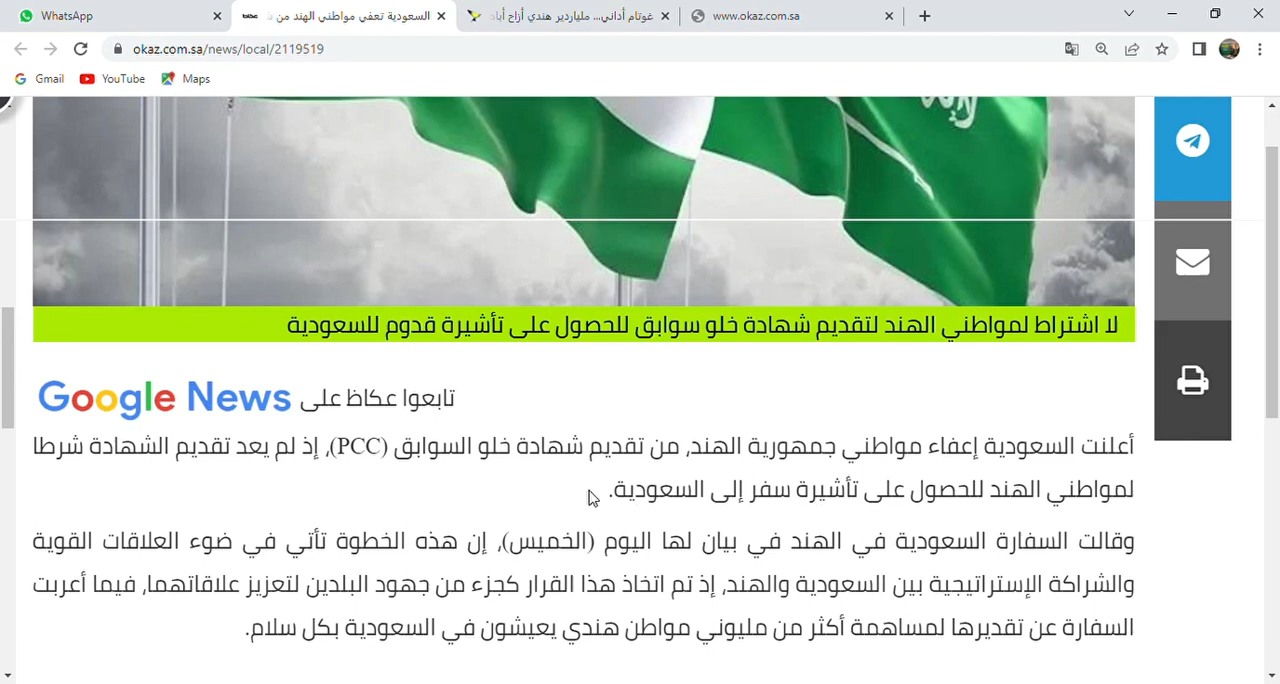 WhatsApp
السعودية تعفي مواطني الهند من
غوتام أداني... ملياردير هندي أزاح
www.okaz.com.sa
okaz.com.sa/news/local/2119519
Gmail
YouTube
Maps
لا اشتراط لمواطني الهند لتقديم شهادة خلو سوابق للحصول على تأشيرة قدوم للسعودية
تابعوا عكاظ على Google News
أعلنت السعودية إعفاء مواطني جمهورية الهند، من تقديم شهادة خلو السوابق (PCC)، إذ لم يعد تقديم الشهادة شرطا
لمواطني الهند للحصول على تأشيرة سفر إلى السعودية.
وقالت السفارة السعودية في الهند في بيان لها اليوم (الخميس)، إن هذه الخطوة تأتي في ضوء العلاقات القوية
والشراكة الإستراتيجية بين السعودية والهند، إذ تم اتخاذ هذا القرار كجزء من جهود البلدين لتعزيز علاقاتهما، فيما أعربت
السفارة عن تقديرها لمساهمة أكثر من مليوني مواطن هندي يعيشون في السعودية بكل سلام.